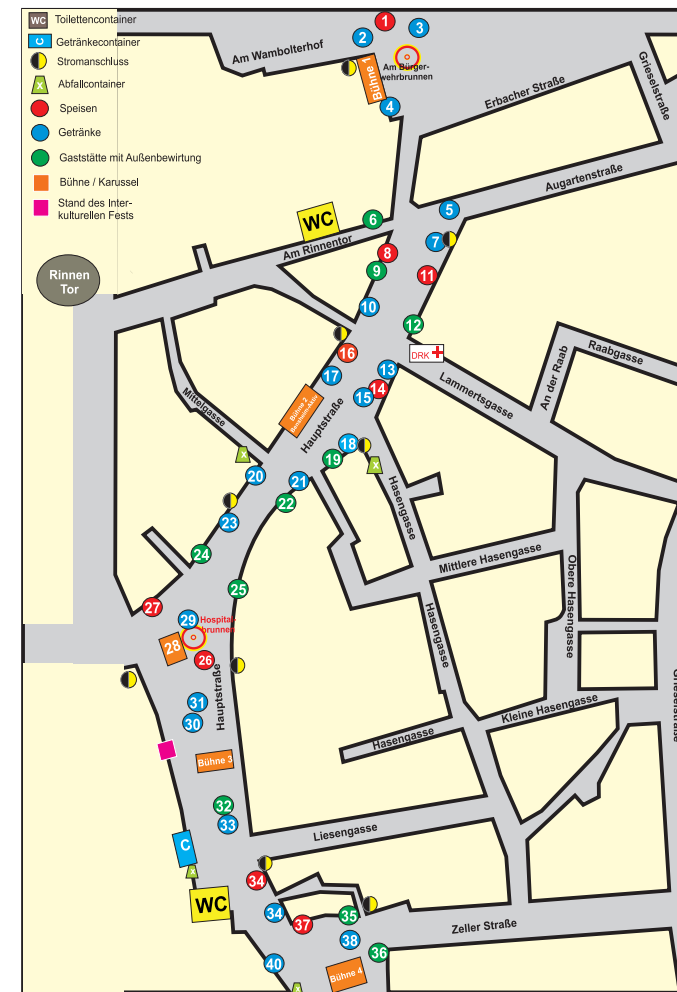 WC Toilettencontainer
C Getränkecontainer
Stromanschluss
x Abfallcontainer
Speisen
Getränke
Gaststätte mit Außenbewirtung
Bühne / Karussel
Stand des Inter-
kulturellen Fests
1
2
3
Am Wambolterhof
Am Bürger-
wehrbrunnen
Bühne 1
4
Erbacher Straße
Grieselstraße
Augartenstraße
5
6
WC
7
Am Rinnentor
8
9
11
Rinnen
Tor
10
12
DRK
16
13
17
14
15
Raabgasse
An der Raab
Lammertsgasse
Mittelgasse
Bühne 2
Hauptstraße
18
19
x
x
20
21
22
23
Hasengasse
24
Mittlere Hasengasse
Obere Hasengasse
25
27
29
Hospital-
brunnen
28
26
Hasengasse
Hauptstraße
31
30
Kleine Hasengasse
Hasengasse
Grieselstraße
Bühne 3
32
33
Liesengasse
C
x
34
WC
34
35
37
Zeller Straße
38
36
40
Bühne 4